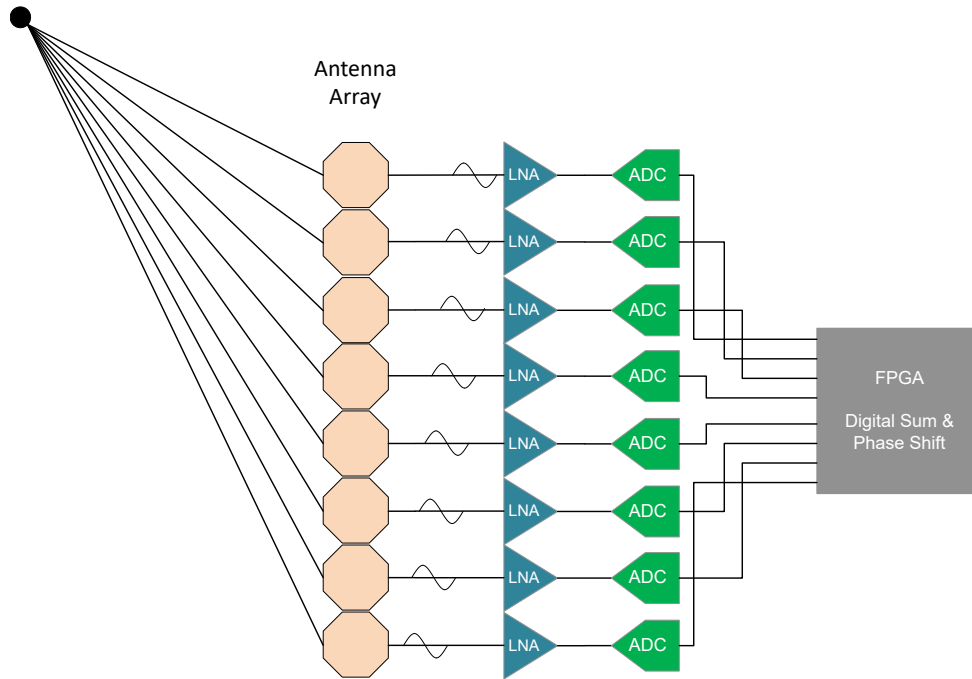 Antenna
Array
LNA
ADC
LNA
ADC
LNA
ADC
LNA
ADC
LNA
ADC
LNA
ADC
LNA
ADC
LNA
ADC
FPGA
Digital Sum &
Phase Shift